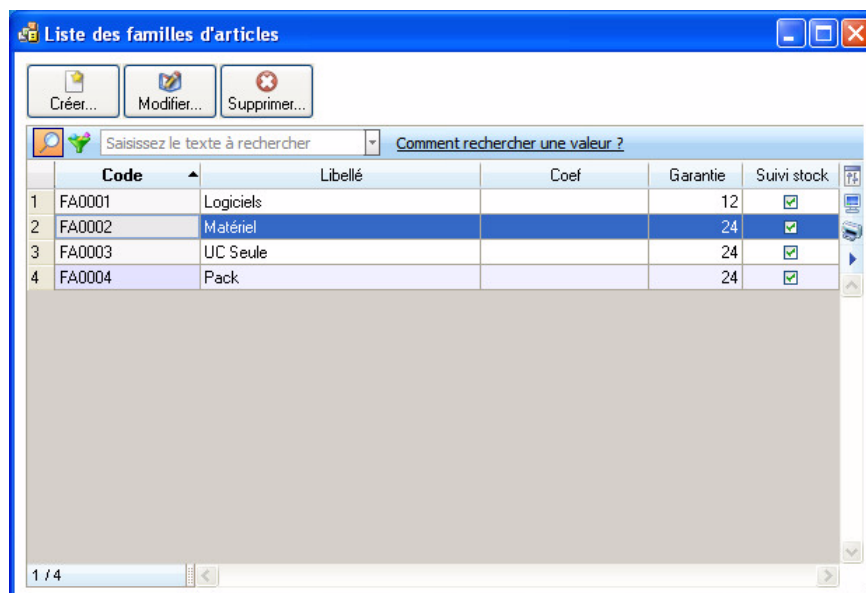 Liste des familles d'articles
Créer... Modifier... Supprimer...
Saisissez le texte à rechercher Comment rechercher une valeur ?
Code Libellé Coef Garantie Suivi stock
1 FA0001 Logiciels 12
2 FA0002 Matériel 24
3 FA0003 UC Seule 24
4 FA0004 Pack 24
1 / 4